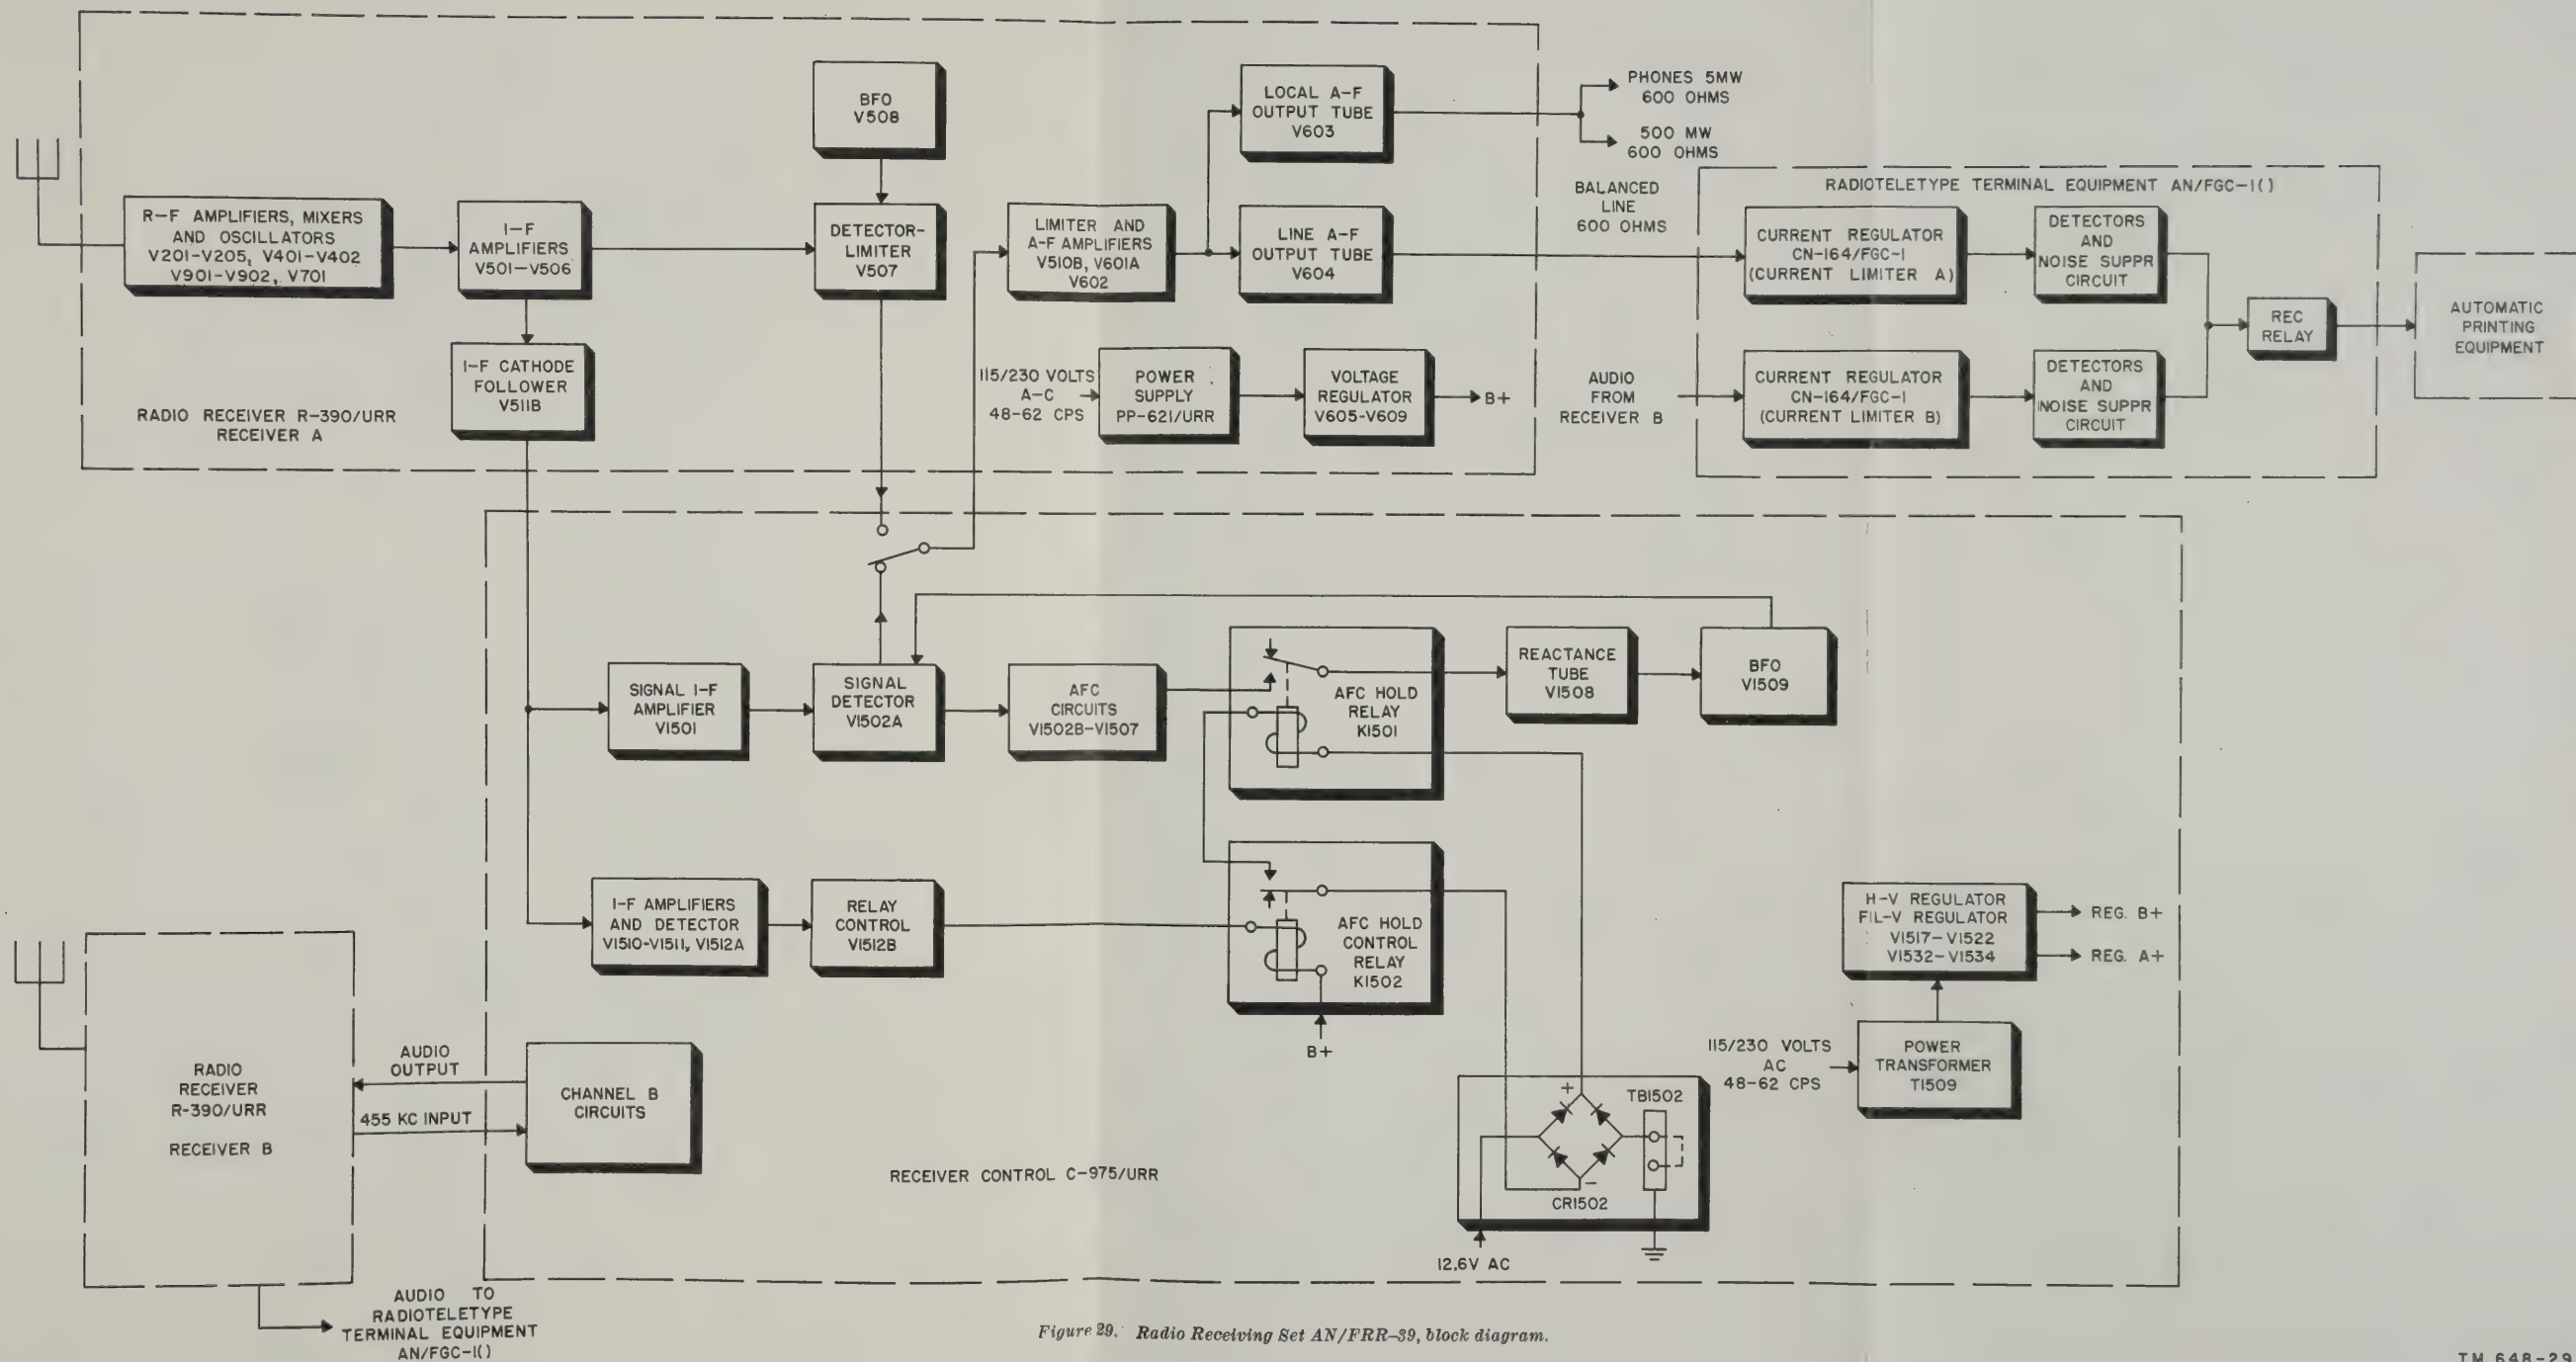 BFO
V508
LOCAL A-F
OUTPUT TUBE
V603
PHONES 5MW
600 OHMS
500 MW
600 OHMS
R-F AMPLIFIERS, MIXERS
AND OSCILLATORS
V201-V205, V401-V402
V901-V902, V701
I-F
AMPLIFIERS
V501-V506
DETECTOR-
LIMITER
V507
LIMITER AND
A-F AMPLIFIERS
V510B, V601A
V602
LINE A-F
OUTPUT TUBE
V604
BALANCED
LINE
600 OHMS
RADIOTELETYPE TERMINAL EQUIPMENT AN/FGC-1()
CURRENT REGULATOR
CN-164/FGC-1
(CURRENT LIMITER A)
DETECTORS
AND
NOISE SUPPR
CIRCUIT
REC
RELAY
AUTOMATIC
PRINTING
EQUIPMENT
I-F CATHODE
FOLLOWER
V511B
RADIO RECEIVER R-390/URR
RECEIVER A
115/230 VOLTS
A-C
48-62 CPS
POWER
SUPPLY
PP-621/URR
VOLTAGE
REGULATOR
V605-V609
B+
AUDIO
FROM
RECEIVER B
CURRENT REGULATOR
CN-164/FGC-1
(CURRENT LIMITER B)
DETECTORS
AND
NOISE SUPPR
CIRCUIT
SIGNAL I-F
AMPLIFIER
V1501
SIGNAL
DETECTOR
V1502A
AFC
CIRCUITS
V1502B-V1507
AFC HOLD
RELAY
K1501
REACTANCE
TUBE
V1508
BFO
V1509
I-F AMPLIFIERS
AND DETECTOR
V1510-V1511, V1512A
RELAY
CONTROL
V1512B
AFC HOLD
CONTROL
RELAY
K1502
B+
H-V REGULATOR
FIL-V REGULATOR
V1517-V1522
V1532-V1534
REG. B+
REG. A+
RADIO
RECEIVER
R-390/URR
RECEIVER B
AUDIO
OUTPUT
455 KC INPUT
CHANNEL B
CIRCUITS
RECEIVER CONTROL C-975/URR
+
TB1502
-
CR1502
12.6V AC
115/230 VOLTS
AC
48-62 CPS
POWER
TRANSFORMER
T1509
AUDIO TO
RADIOTELETYPE
TERMINAL EQUIPMENT
AN/FGC-1()
Figure 29. Radio Receiving Set AN/FRR-39, block diagram.
TM 648-29